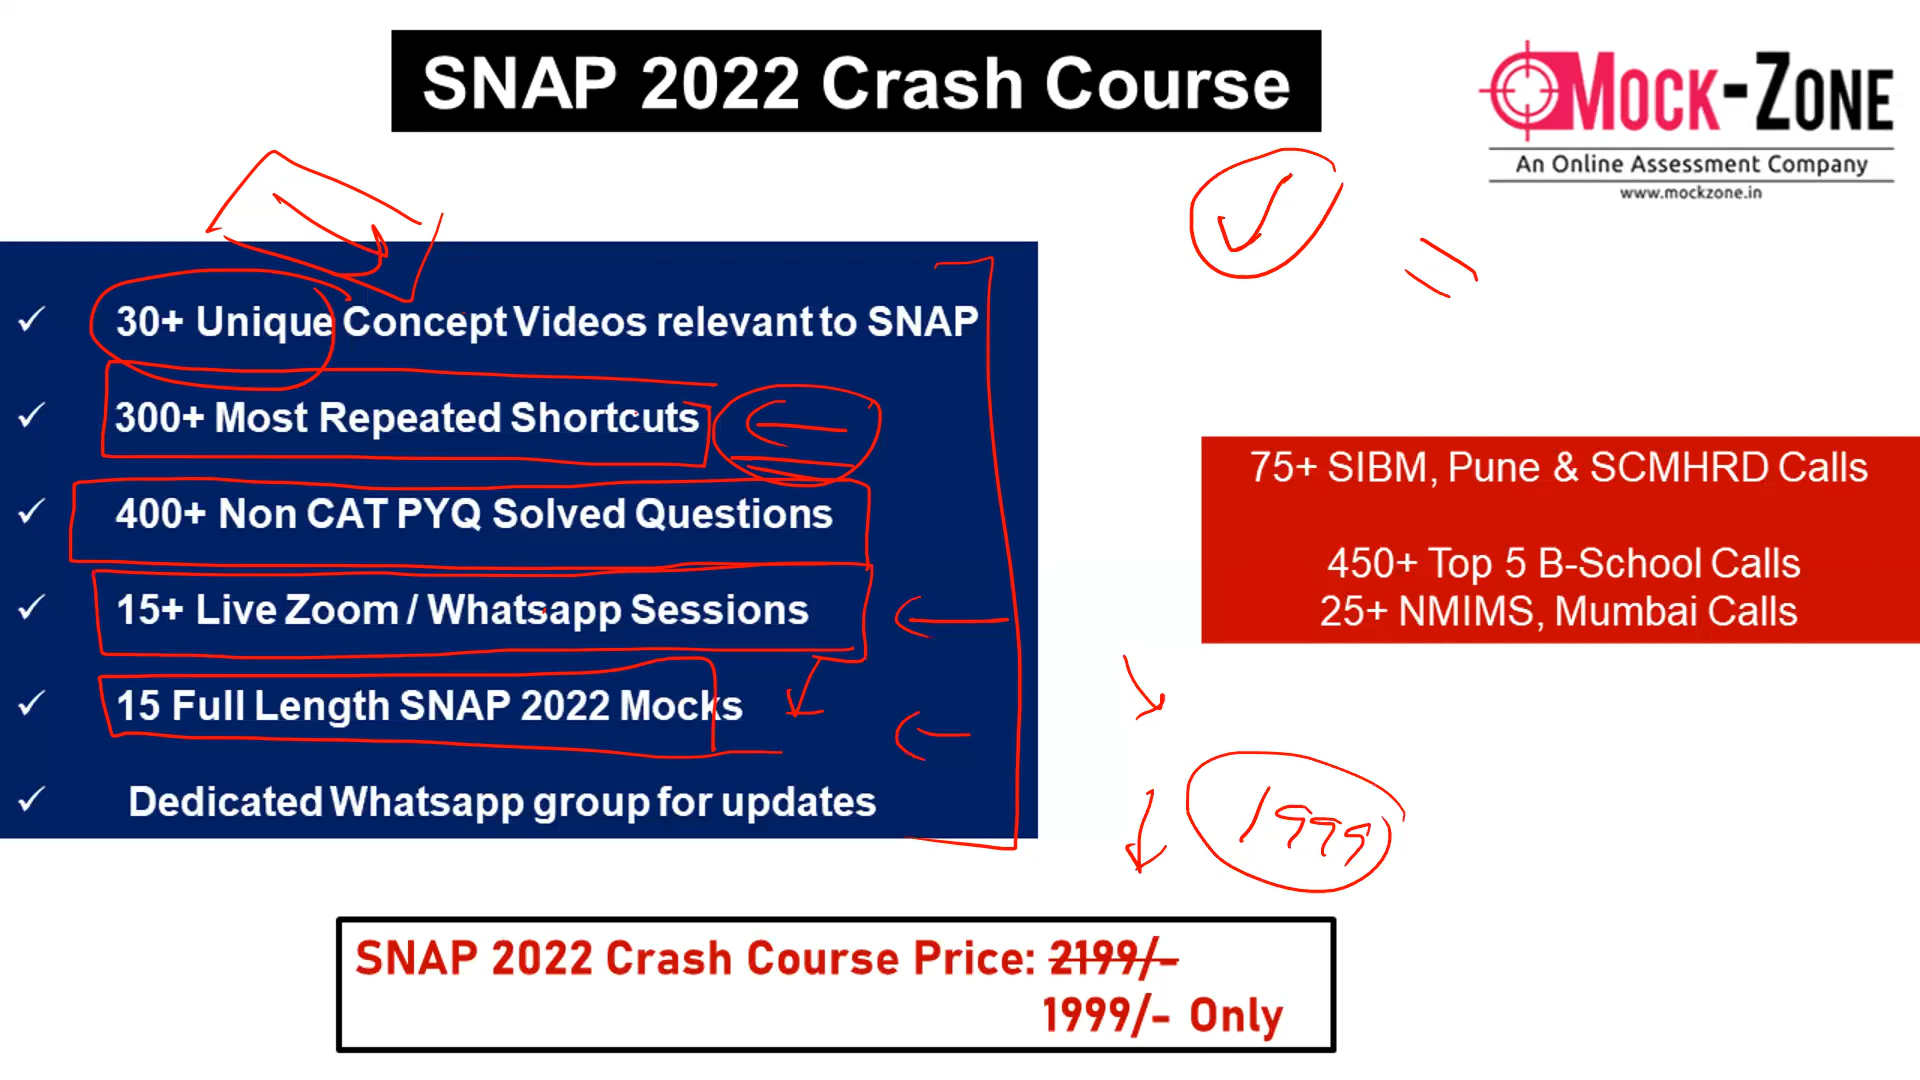 SNAP 2022 Crash Course
MOCK-ZONE
An Online Assessment Company
www.mockzone.in
✓ 30+ Unique Concept Videos relevant to SNAP
✓ 300+ Most Repeated Shortcuts
✓ 400+ Non CAT PYQ Solved Questions
✓ 15+ Live Zoom / Whatsapp Sessions
✓ 15 Full Length SNAP 2022 Mocks
✓ Dedicated Whatsapp group for updates
75+ SIBM, Pune & SCMHRD Calls
450+ Top 5 B-School Calls
25+ NMIMS, Mumbai Calls
1999
SNAP 2022 Crash Course Price: 2199/-
1999/- Only